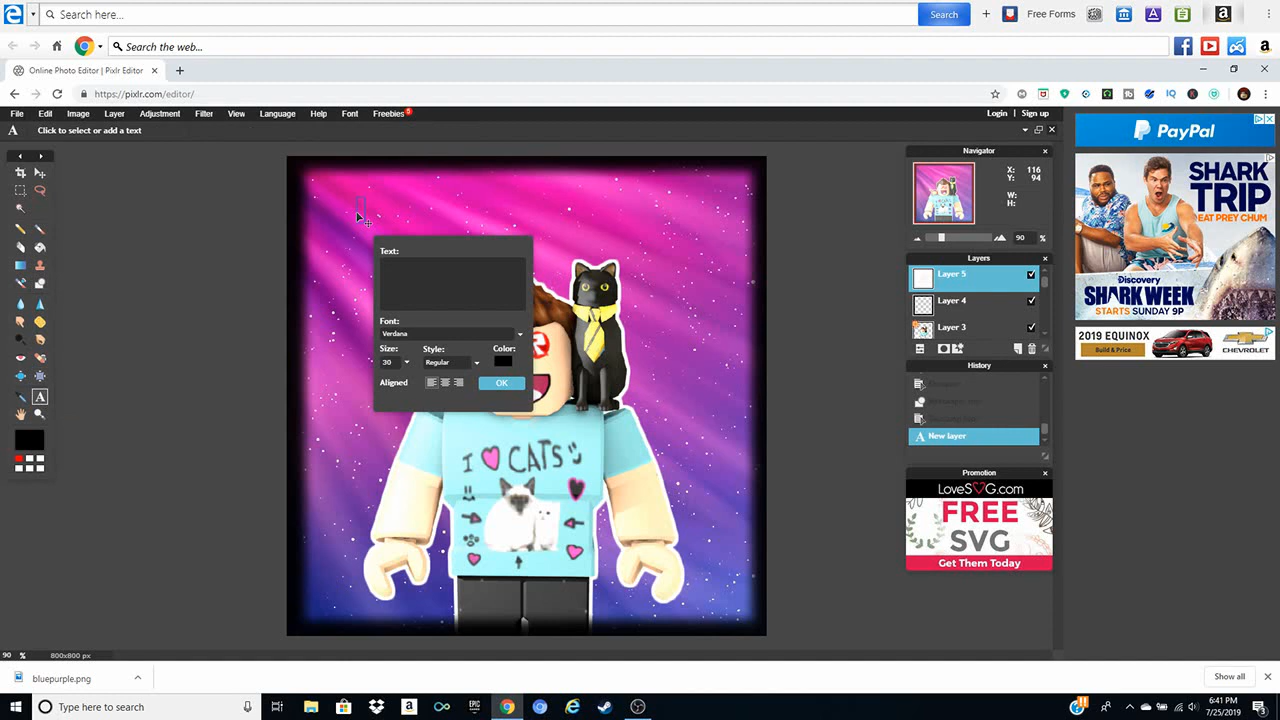 Search here...
Search
Free Forms
Search the web...
Online Photo Editor | Pixlr Editor
https://pixlr.com/editor/
File Edit Image Layer Adjustment Filter View Language Help Font Freebies
Login | Sign up
A Click to select or add a text
Navigator
X: 116
Y: 94
W:
H:
90 %
Layers
Layer 5
Layer 4
Layer 3
History
New layer
Promotion
LoveSVG.com
FREE
SVG
Get Them Today
PayPal
SHARK
TRIP
EAT PREY CHUM
Discovery
SHARK WEEK
STARTS SUNDAY 9P
2019 EQUINOX
Build & Price
CHEVROLET
Text:
Font:
Verdana
Size: Style: Color:
30 Regular
Aligned OK
I CATS
90 % 800x800 px
bluepurple.png
Show all
Type here to search
EPIC
6:41 PM
7/25/2019